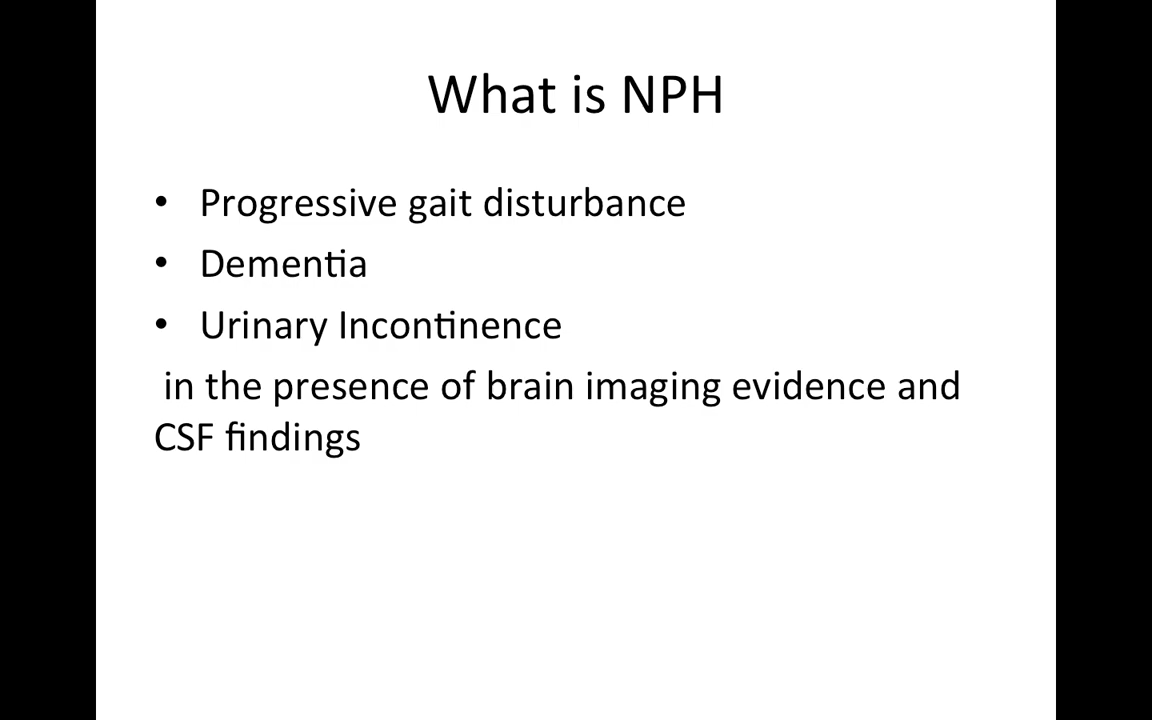 What is NPH
• Progressive gait disturbance
• Dementia
• Urinary Incontinence
in the presence of brain imaging evidence and
CSF findings